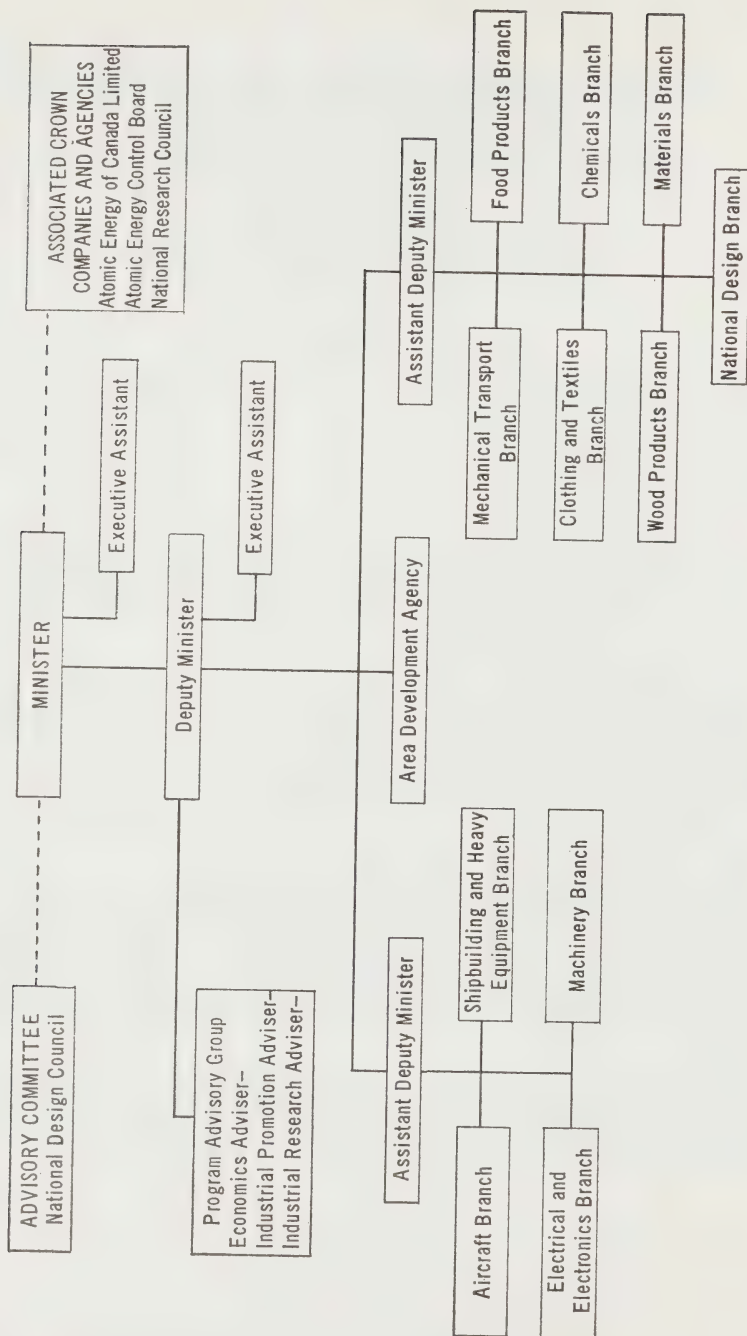 ADVISORY COMMITTEE
National Design Council
MINISTER
ASSOCIATED CROWN
COMPANIES AND AGENCIES
Atomic Energy of Canada Limited
Atomic Energy Control Board
National Research Council
Executive Assistant
Deputy Minister
Executive Assistant
Program Advisory Group
Economics Adviser—
Industrial Promotion Adviser—
Industrial Research Adviser—
Assistant Deputy Minister
Area Development Agency
Assistant Deputy Minister
Aircraft Branch
Shipbuilding and Heavy
Equipment Branch
Electrical and
Electronics Branch
Machinery Branch
Mechanical Transport
Branch
Food Products Branch
Clothing and Textiles
Branch
Chemicals Branch
Wood Products Branch
Materials Branch
National Design Branch